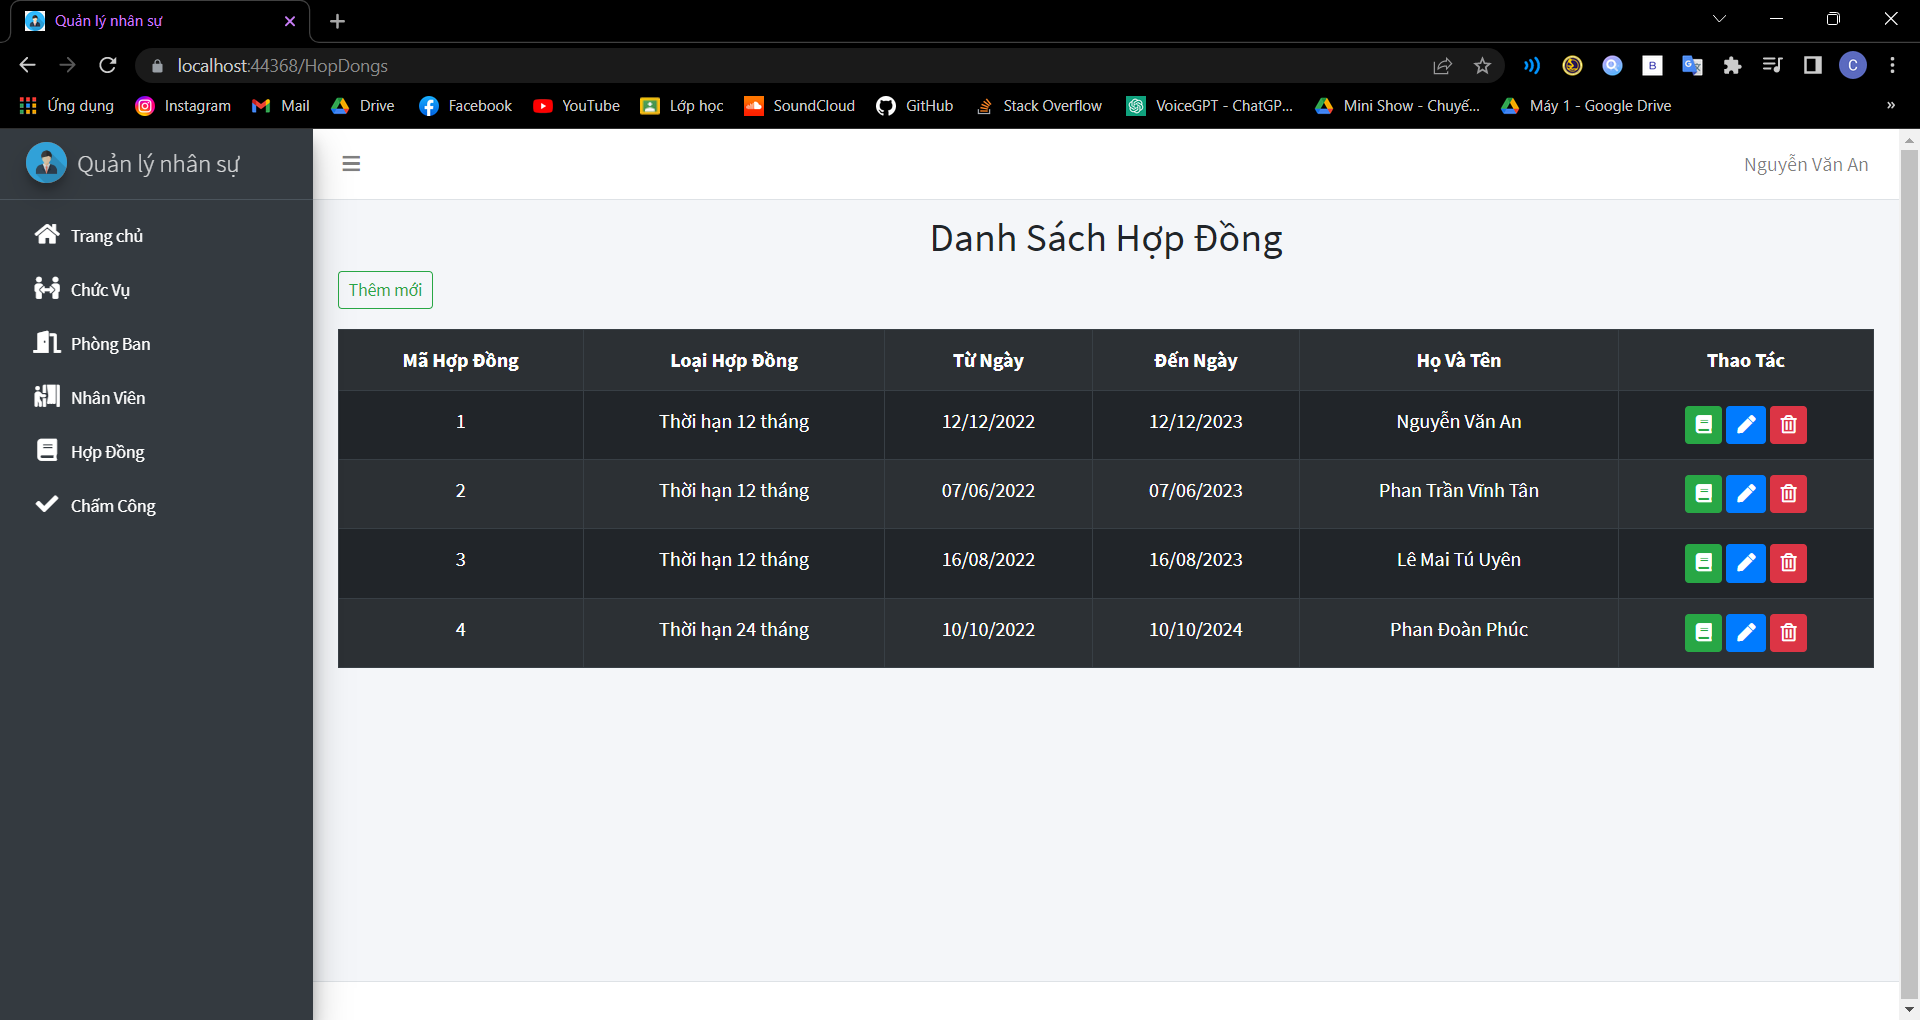 Quản lý nhân sự
localhost:44368/HopDongs
C
Ứng dụng Instagram Mail Drive Facebook YouTube Lớp học SoundCloud GitHub Stack Overflow VoiceGPT - ChatGP... Mini Show - Chuyế... Máy 1 - Google Drive »
Quản lý nhân sự
Nguyễn Văn An
Trang chủ
Chức Vụ
Phòng Ban
Nhân Viên
Hợp Đồng
Chấm Công
Danh Sách Hợp Đồng
Thêm mới
Mã Hợp Đồng Loại Hợp Đồng Từ Ngày Đến Ngày Họ Và Tên Thao Tác
1 Thời hạn 12 tháng 12/12/2022 12/12/2023 Nguyễn Văn An
2 Thời hạn 12 tháng 07/06/2022 07/06/2023 Phan Trần Vĩnh Tân
3 Thời hạn 12 tháng 16/08/2022 16/08/2023 Lê Mai Tú Uyên
4 Thời hạn 24 tháng 10/10/2022 10/10/2024 Phan Đoàn Phúc